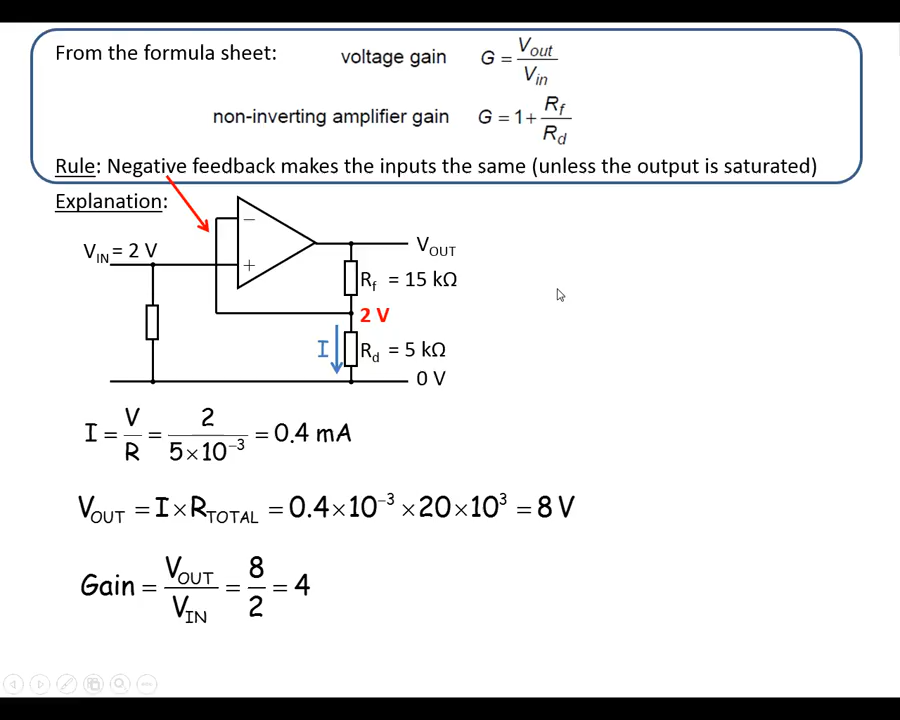 From the formula sheet:
voltage gain G = V_out / V_in
non-inverting amplifier gain G = 1 + R_f / R_d
Rule: Negative feedback makes the inputs the same (unless the output is saturated)
Explanation:
−
V_IN = 2 V
V_OUT
+
R_f = 15 kΩ
2 V
I
R_d = 5 kΩ
0 V
I = V / R = 2 / 5×10⁻³ = 0.4 mA
V_OUT = I × R_TOTAL = 0.4×10⁻³ × 20×10³ = 8 V
Gain = V_OUT / V_IN = 8 / 2 = 4